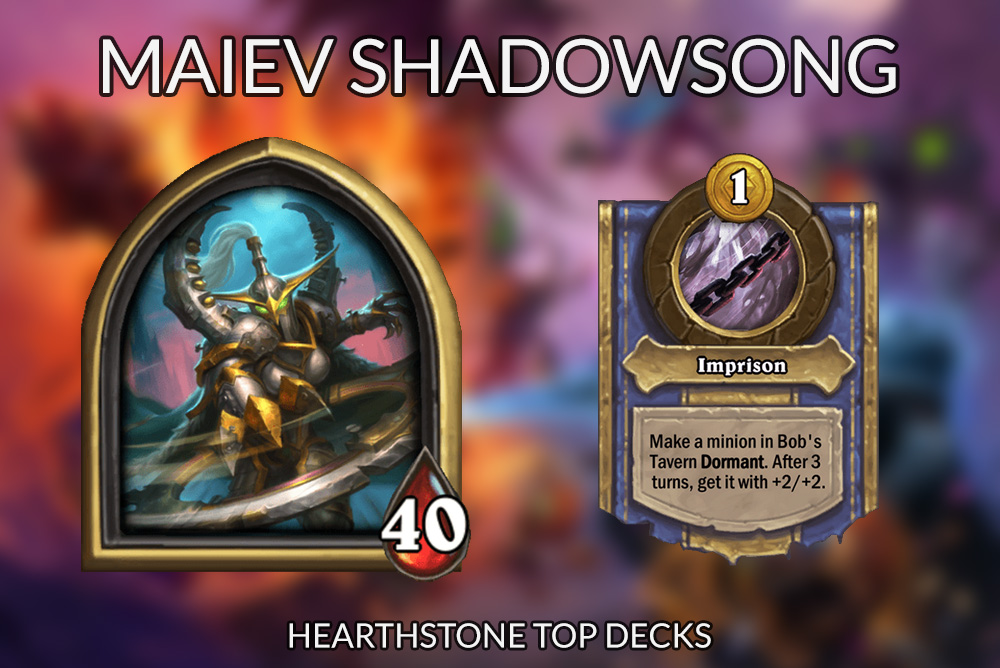 MAIEV SHADOWSONG
1
Imprison
Make a minion in Bob's
Tavern Dormant. After 3
turns, get it with +2/+2.
40
HEARTHSTONE TOP DECKS